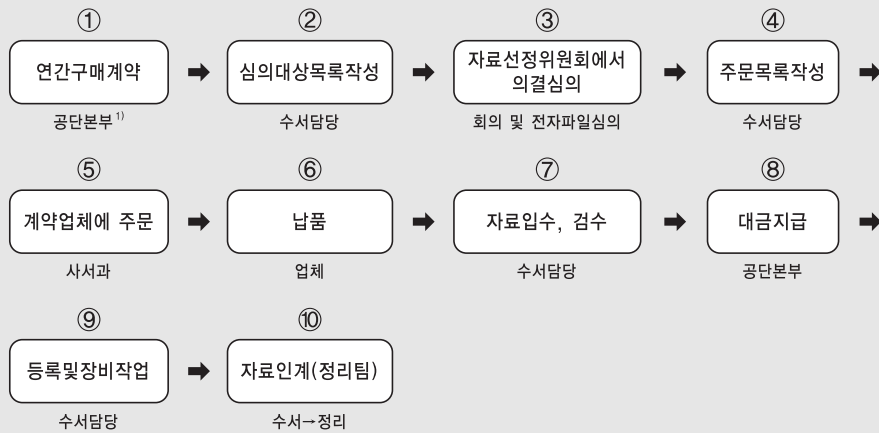 ①
연간구매계약
공단본부¹⁾
②
심의대상목록작성
수서담당
③
자료선정위원회에서
의결심의
회의 및 전자파일심의
④
주문목록작성
수서담당
⑤
계약업체에 주문
사서과
⑥
납품
업체
⑦
자료입수, 검수
수서담당
⑧
대금지급
공단본부
⑨
등록및장비작업
수서담당
⑩
자료인계(정리팀)
수서→정리